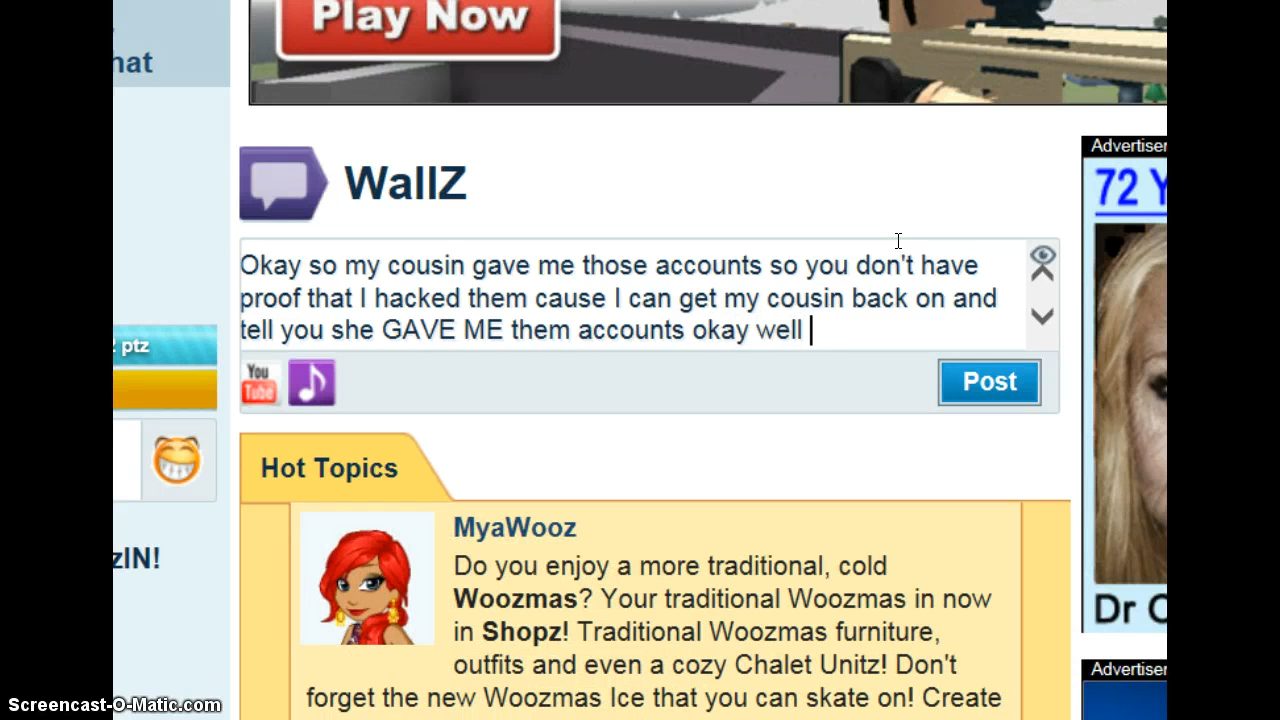 Play Now
hat
WallZ
Advertiser
72 Y
Okay so my cousin gave me those accounts so you don't have
proof that I hacked them cause I can get my cousin back on and
tell you she GAVE ME them accounts okay well
ptz
You
Tube
Post
Hot Topics
MyaWooz
Do you enjoy a more traditional, cold
Woozmas? Your traditional Woozmas in now
in Shopz! Traditional Woozmas furniture,
outfits and even a cozy Chalet Unitz! Don't
forget the new Woozmas Ice that you can skate on! Create
zIN!
Dr
Advertiser
Screencast-O-Matic.com